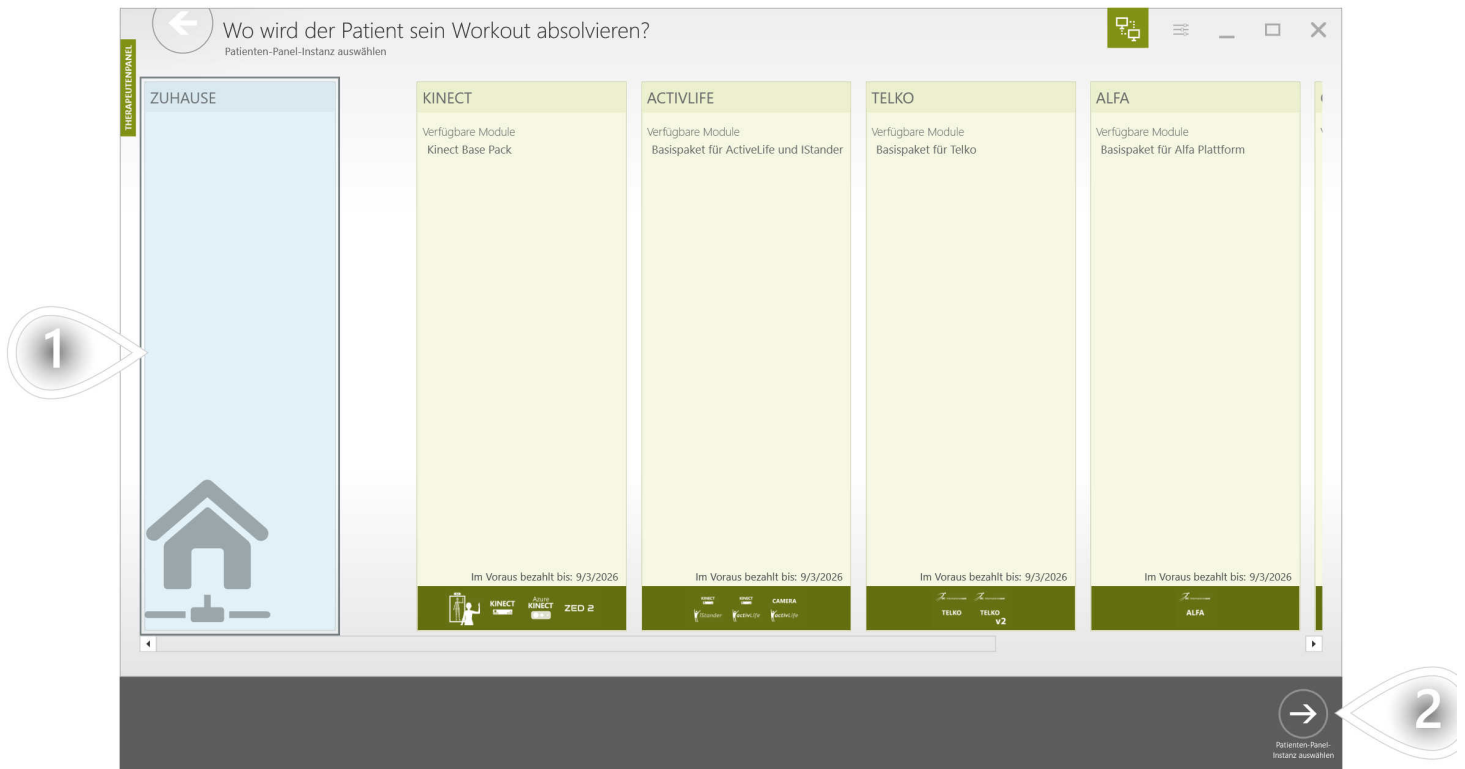 Wo wird der Patient sein Workout absolvieren?
Patienten-Panel-Instanz auswählen
THERAPEUTENPANEL
ZUHAUSE
KINECT
Verfügbare Module
Kinect Base Pack
Im Voraus bezahlt bis: 9/3/2026
KINECT
Azure
KINECT
ZED 2
ACTIVLIFE
Verfügbare Module
Basispaket für ActiveLife und IStander
Im Voraus bezahlt bis: 9/3/2026
KINECT
KINECT
CAMERA
IStander
activLife
activLife
TELKO
Verfügbare Module
Basispaket für Telko
Im Voraus bezahlt bis: 9/3/2026
TELKO
TELKO
v2
ALFA
Verfügbare Module
Basispaket für Alfa Plattform
Im Voraus bezahlt bis: 9/3/2026
ALFA
1
2
Patienten-Panel-
Instanz auswählen